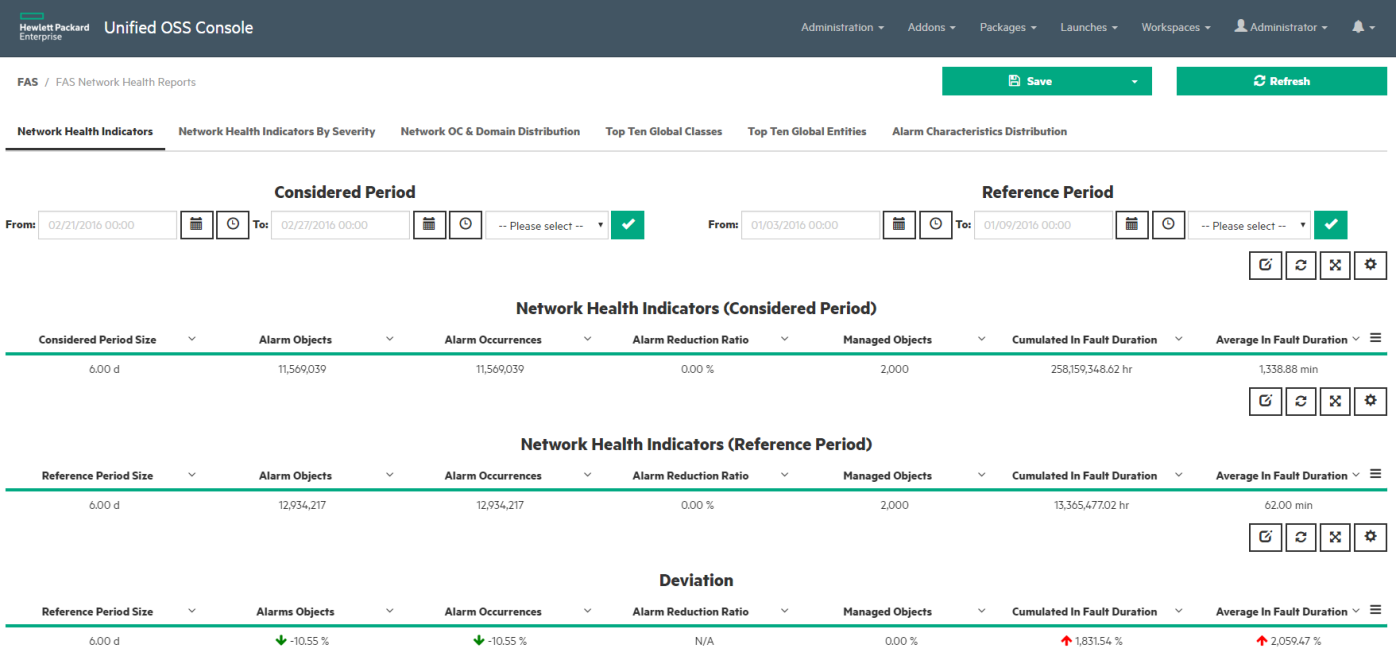 Hewlett Packard
Enterprise
Unified OSS Console
Administration
Addons
Packages
Launches
Workspaces
Administrator
FAS / FAS Network Health Reports
Save
Refresh
Network Health Indicators
Network Health Indicators By Severity
Network OC & Domain Distribution
Top Ten Global Classes
Top Ten Global Entities
Alarm Characteristics Distribution
Considered Period
Reference Period
From: 02/21/2016 00:00 To: 02/27/2016 00:00 -- Please select --
From: 01/03/2016 00:00 To: 01/09/2016 00:00 -- Please select --
Network Health Indicators (Considered Period)
Considered Period Size Alarm Objects Alarm Occurrences Alarm Reduction Ratio Managed Objects Cumulated In Fault Duration Average In Fault Duration
6.00 d 11,569,039 11,569,039 0.00 % 2,000 258,159,348.62 hr 1,338.88 min
Network Health Indicators (Reference Period)
Reference Period Size Alarm Objects Alarm Occurrences Alarm Reduction Ratio Managed Objects Cumulated In Fault Duration Average In Fault Duration
6.00 d 12,934,217 12,934,217 0.00 % 2,000 13,365,477.02 hr 62.00 min
Deviation
Reference Period Size Alarms Objects Alarm Occurrences Alarm Reduction Ratio Managed Objects Cumulated In Fault Duration Average In Fault Duration
6.00 d -10.55 % -10.55 % N/A 0.00 % 1,831.54 % 2,059.47 %